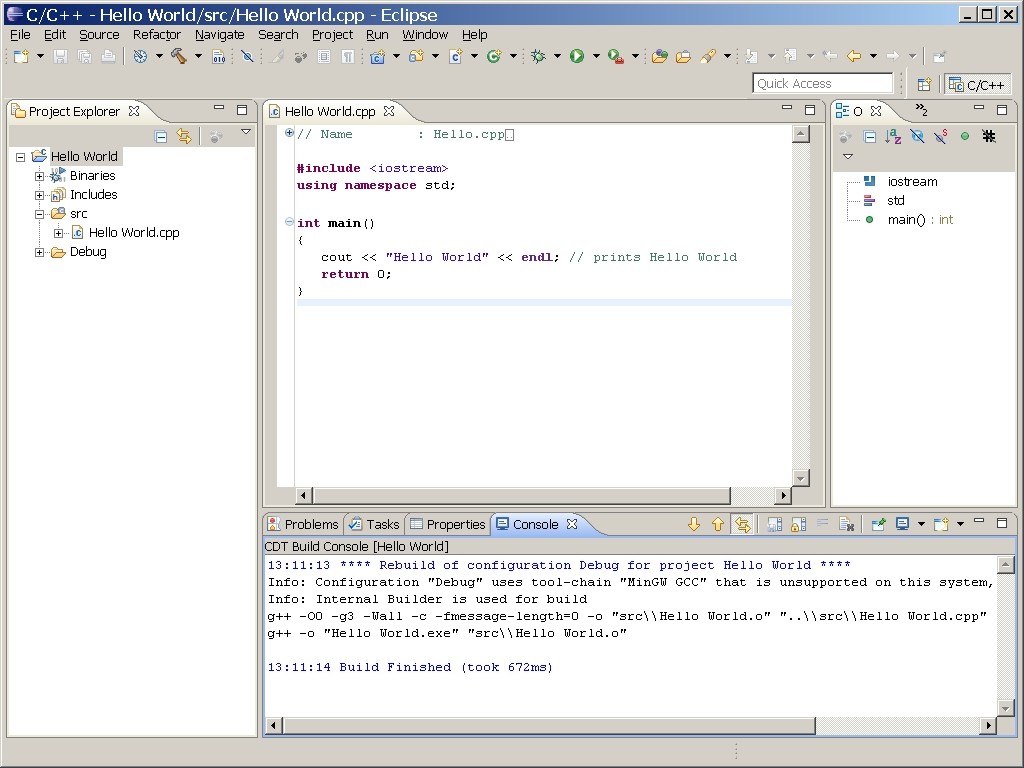 C/C++ - Hello World/src/Hello World.cpp - Eclipse
File Edit Source Refactor Navigate Search Project Run Window Help
010
Quick Access
C/C++
Project Explorer
Hello World
Binaries
Includes
src
Hello World.cpp
Debug
Hello World.cpp
// Name        : Hello.cpp
#include <iostream>
using namespace std;
int main()
{
cout << "Hello World" << endl; // prints Hello World
return 0;
}
O
»2
iostream
std
main() : int
Problems Tasks Properties Console
CDT Build Console [Hello World]
13:11:13 **** Rebuild of configuration Debug for project Hello World ****
Info: Configuration "Debug" uses tool-chain "MinGW GCC" that is unsupported on this system,
Info: Internal Builder is used for build
g++ -O0 -g3 -Wall -c -fmessage-length=0 -o "src\\Hello World.o" "..\\src\\Hello World.cpp"
g++ -o "Hello World.exe" "src\\Hello World.o"
13:11:14 Build Finished (took 672ms)